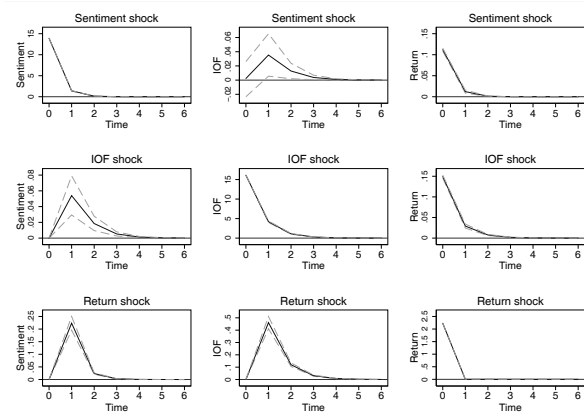 Sentiment shock
Sentiment
0 5 10 15
0 1 2 3 4 5 6
Time
Sentiment shock
IOF
-.02 0 .02 .04 .06
0 1 2 3 4 5 6
Time
Sentiment shock
Return
0 .05 .1 .15
0 1 2 3 4 5 6
Time
IOF shock
Sentiment
0 .02 .04 .06 .08
0 1 2 3 4 5 6
Time
IOF shock
IOF
0 5 10 15
0 1 2 3 4 5 6
Time
IOF shock
Return
0 .05 .1 .15
0 1 2 3 4 5 6
Time
Return shock
Sentiment
0 .05 .1 .15 .2 .25
0 1 2 3 4 5 6
Time
Return shock
IOF
0 .1 .2 .3 .4 .5
0 1 2 3 4 5 6
Time
Return shock
Return
0 .5 1 1.5 2 2.5
0 1 2 3 4 5 6
Time